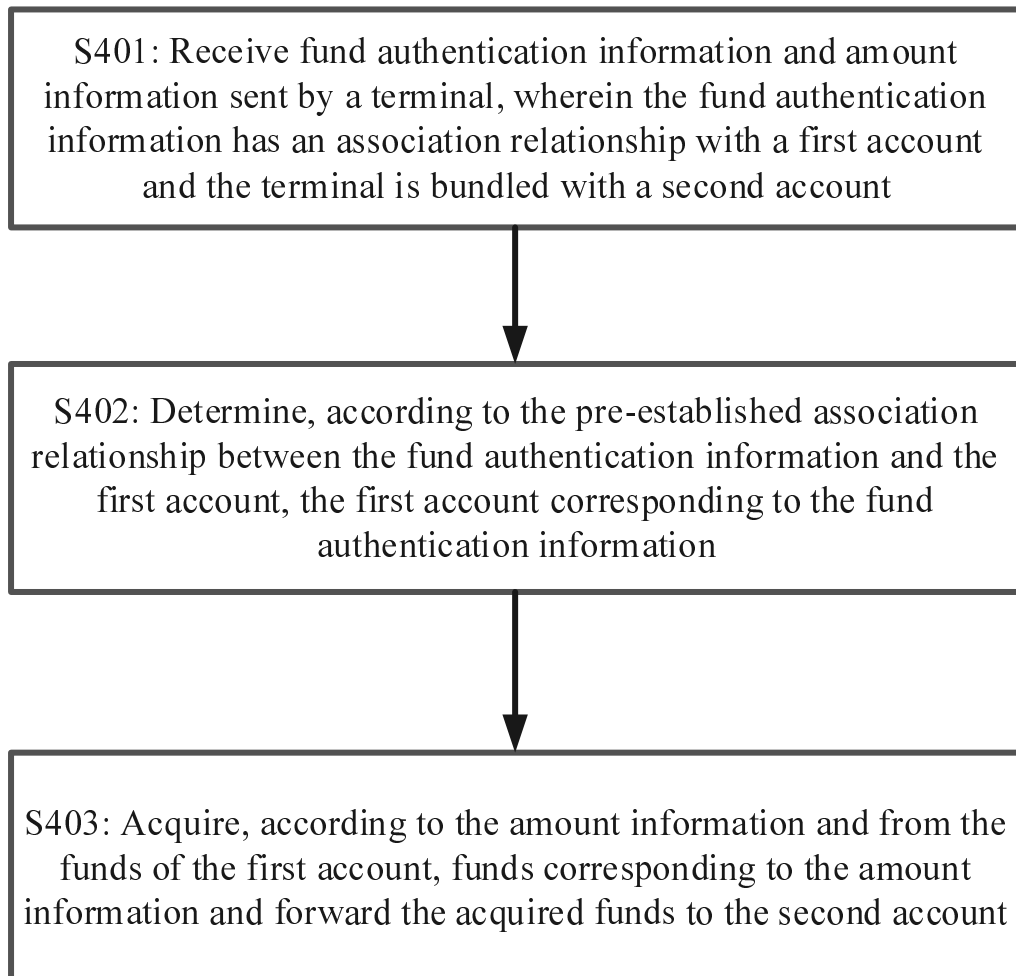 S401: Receive fund authentication information and amount
information sent by a terminal, wherein the fund authentication
information has an association relationship with a first account
and the terminal is bundled with a second account
S402: Determine, according to the pre-established association
relationship between the fund authentication information and the
first account, the first account corresponding to the fund
authentication information
S403: Acquire, according to the amount information and from the
funds of the first account, funds corresponding to the amount
information and forward the acquired funds to the second account